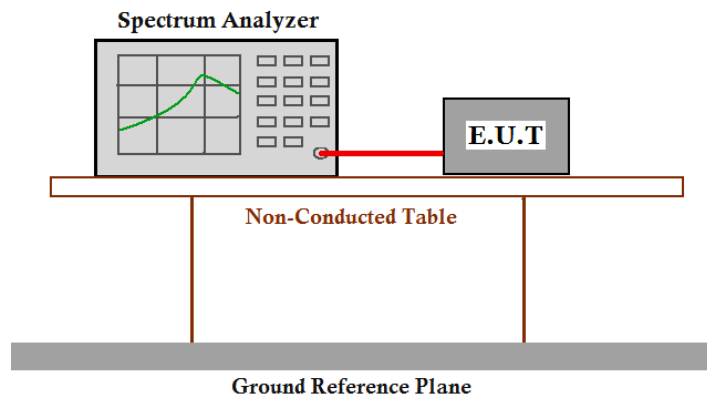 Spectrum Analyzer
E.U.T
Non-Conducted Table
Ground Reference Plane